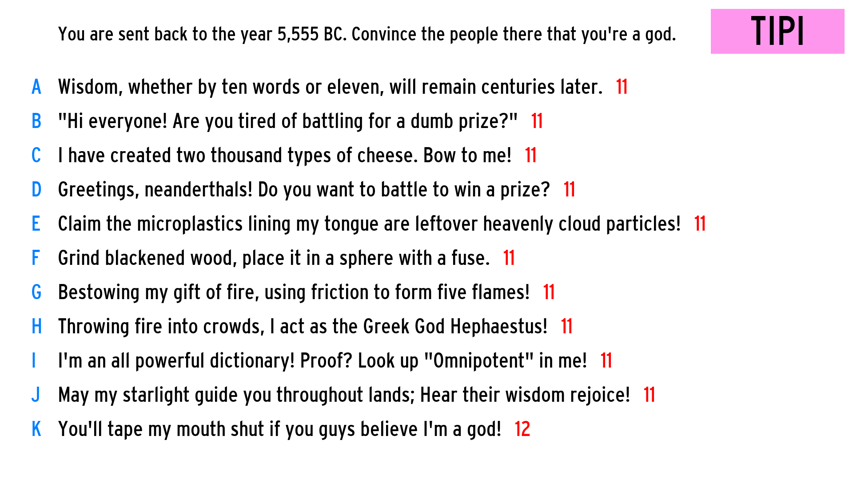 You are sent back to the year 5,555 BC. Convince the people there that you're a god.
TIPI
A Wisdom, whether by ten words or eleven, will remain centuries later. 11
B "Hi everyone! Are you tired of battling for a dumb prize?" 11
C I have created two thousand types of cheese. Bow to me! 11
D Greetings, neanderthals! Do you want to battle to win a prize? 11
E Claim the microplastics lining my tongue are leftover heavenly cloud particles! 11
F Grind blackened wood, place it in a sphere with a fuse. 11
G Bestowing my gift of fire, using friction to form five flames! 11
H Throwing fire into crowds, I act as the Greek God Hephaestus! 11
I I'm an all powerful dictionary! Proof? Look up "Omnipotent" in me! 11
J May my starlight guide you throughout lands; Hear their wisdom rejoice! 11
K You'll tape my mouth shut if you guys believe I'm a god! 12